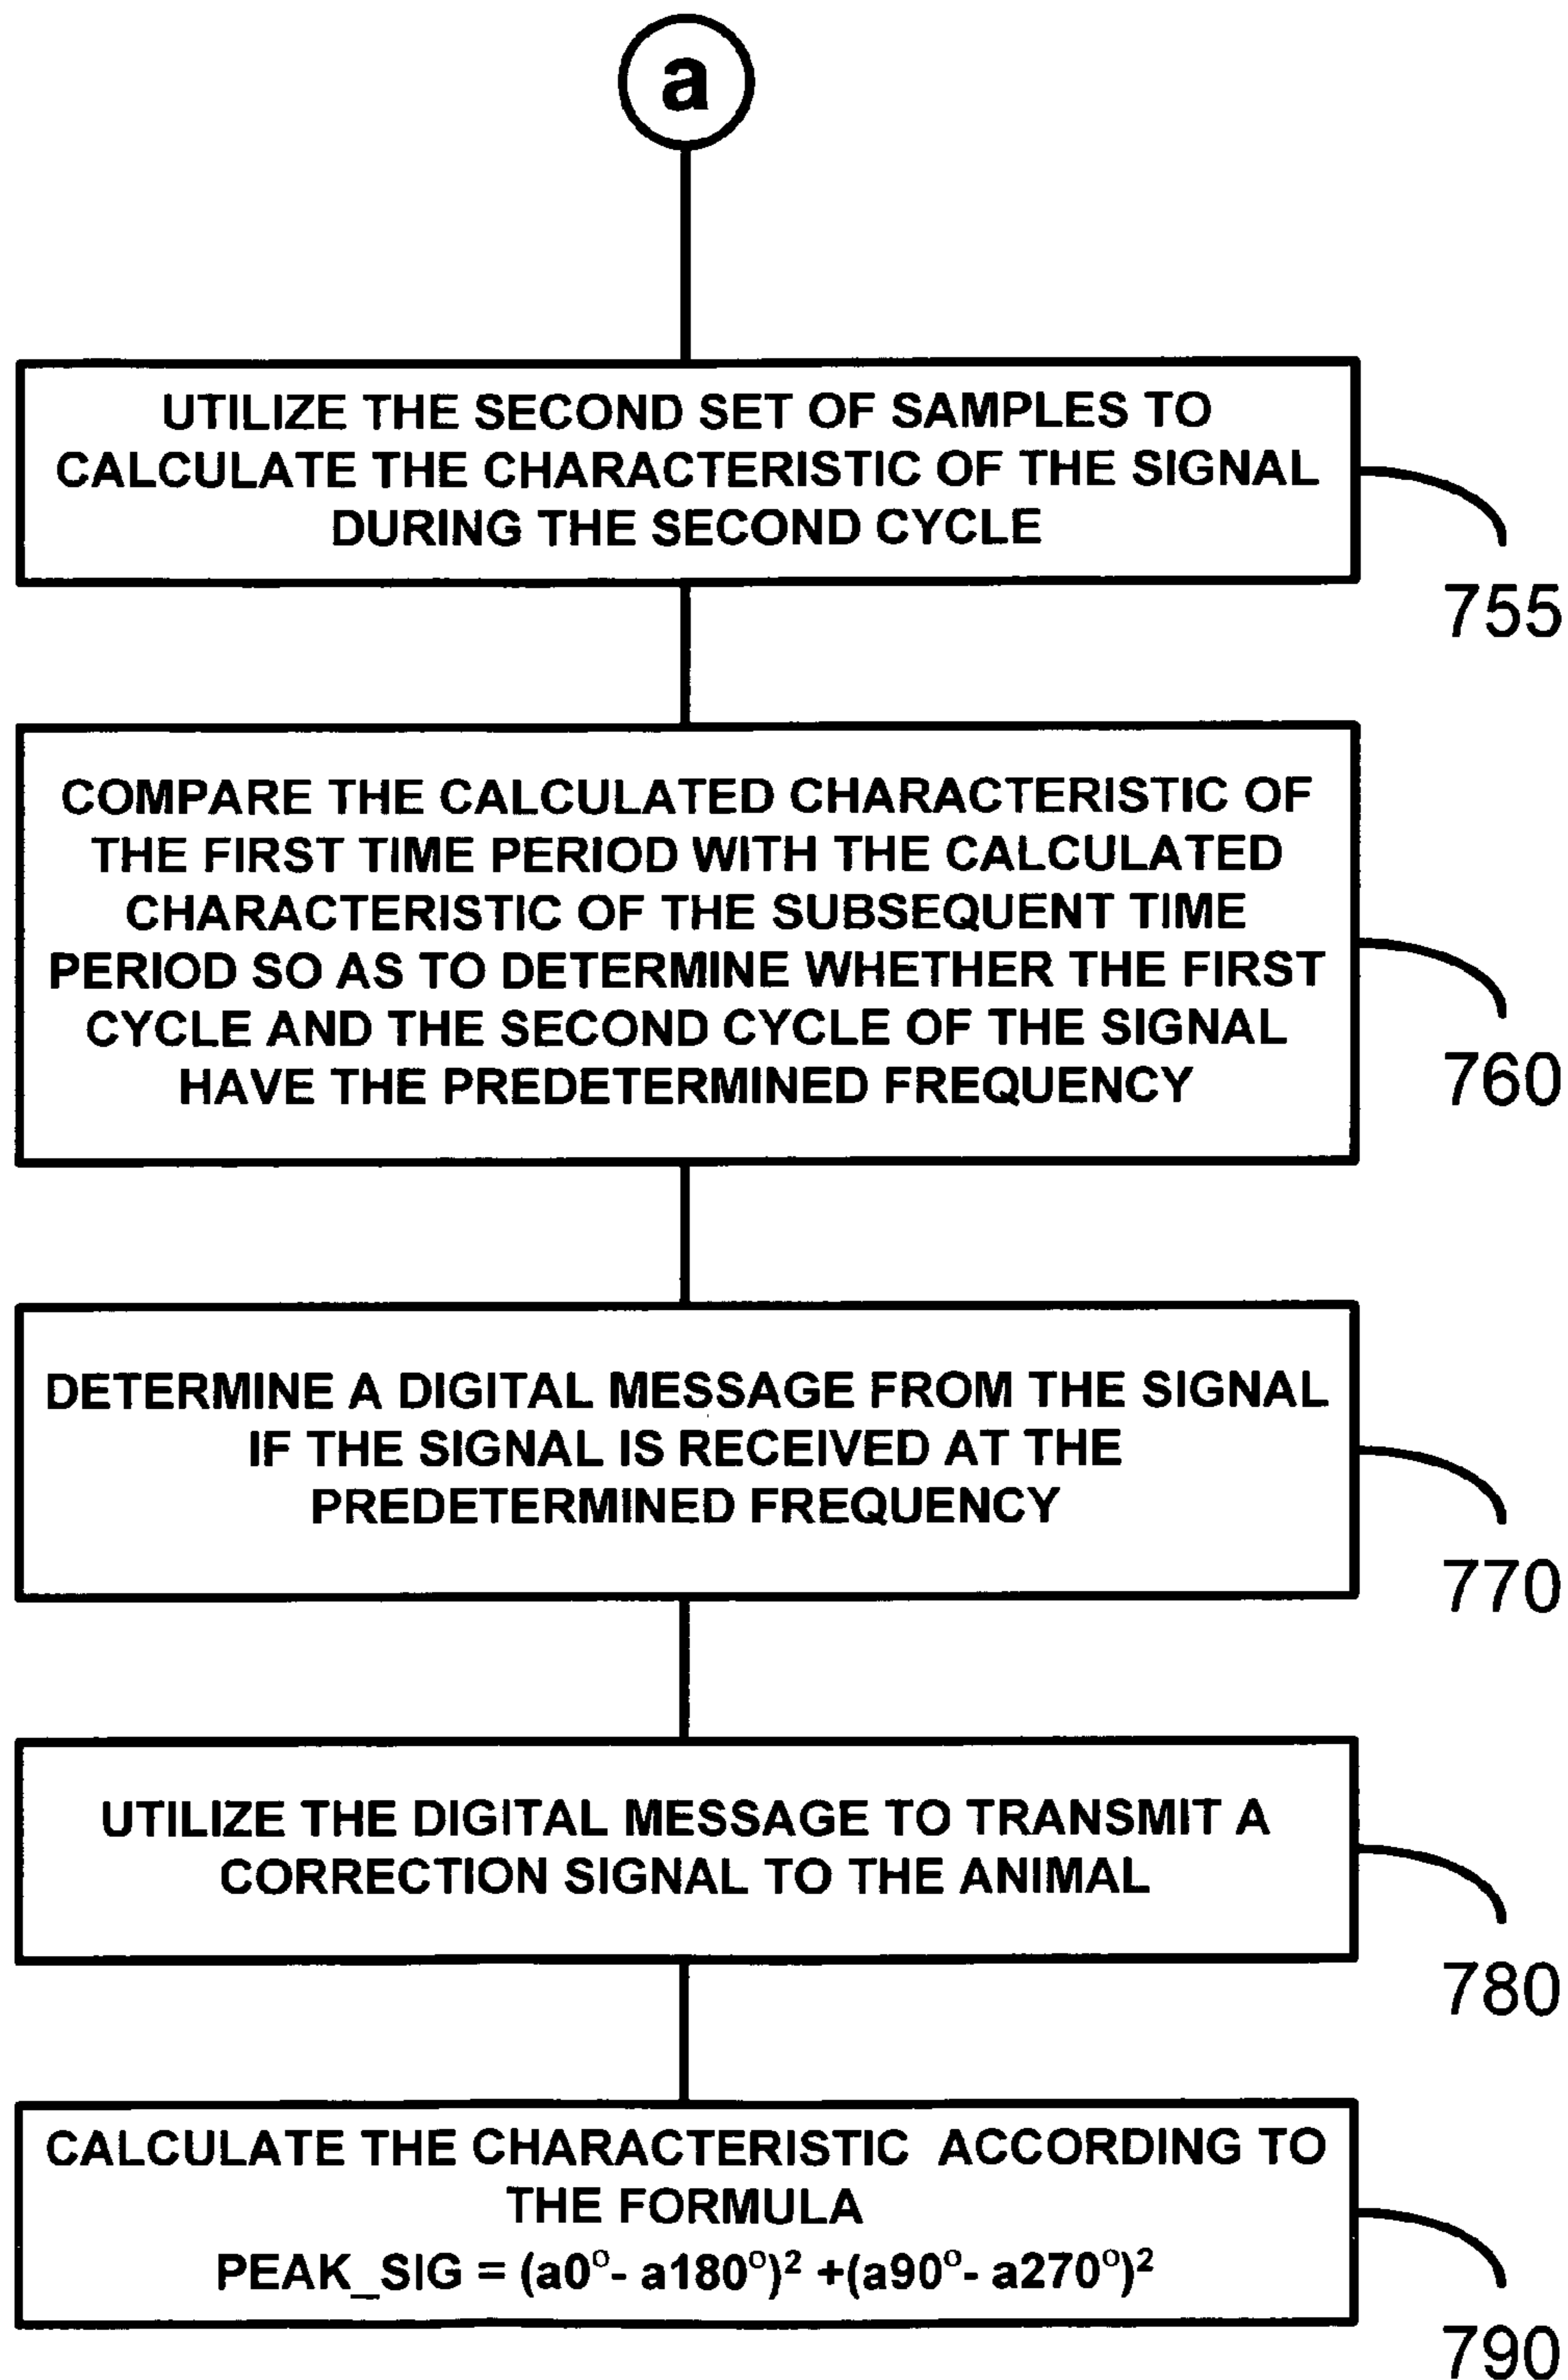 a
UTILIZE THE SECOND SET OF SAMPLES TO
CALCULATE THE CHARACTERISTIC OF THE SIGNAL
DURING THE SECOND CYCLE
755
COMPARE THE CALCULATED CHARACTERISTIC OF
THE FIRST TIME PERIOD WITH THE CALCULATED
CHARACTERISTIC OF THE SUBSEQUENT TIME
PERIOD SO AS TO DETERMINE WHETHER THE FIRST
CYCLE AND THE SECOND CYCLE OF THE SIGNAL
HAVE THE PREDETERMINED FREQUENCY
760
DETERMINE A DIGITAL MESSAGE FROM THE SIGNAL
IF THE SIGNAL IS RECEIVED AT THE
PREDETERMINED FREQUENCY
770
UTILIZE THE DIGITAL MESSAGE TO TRANSMIT A
CORRECTION SIGNAL TO THE ANIMAL
780
CALCULATE THE CHARACTERISTIC ACCORDING TO
THE FORMULA
PEAK_SIG = (a0°- a180°)² +(a90°- a270°)²
790